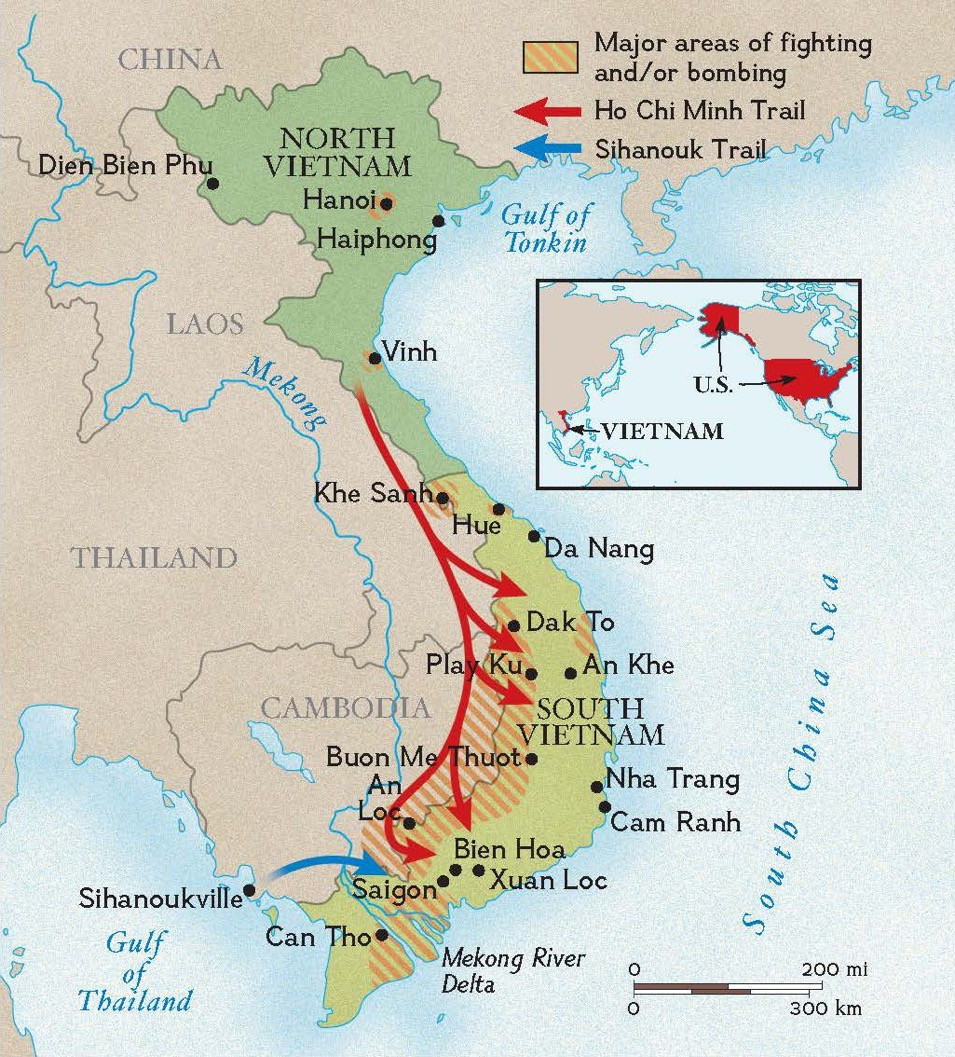 CHINA
Major areas of fighting
and/or bombing
Ho Chi Minh Trail
Sihanouk Trail
NORTH
VIETNAM
Dien Bien Phu
Hanoi
Haiphong
Gulf of
Tonkin
LAOS
Vinh
Mekong
U.S.
VIETNAM
Khe Sanh
Hue
Da Nang
THAILAND
Dak To
Play Ku
An Khe
CAMBODIA
SOUTH
VIETNAM
Buon Me Thuot
An
Loc
Nha Trang
Cam Ranh
South China Sea
Bien Hoa
Xuan Loc
Saigon
Sihanoukville
Can Tho
Gulf
of
Thailand
Mekong River
Delta
0 200 mi
0 300 km